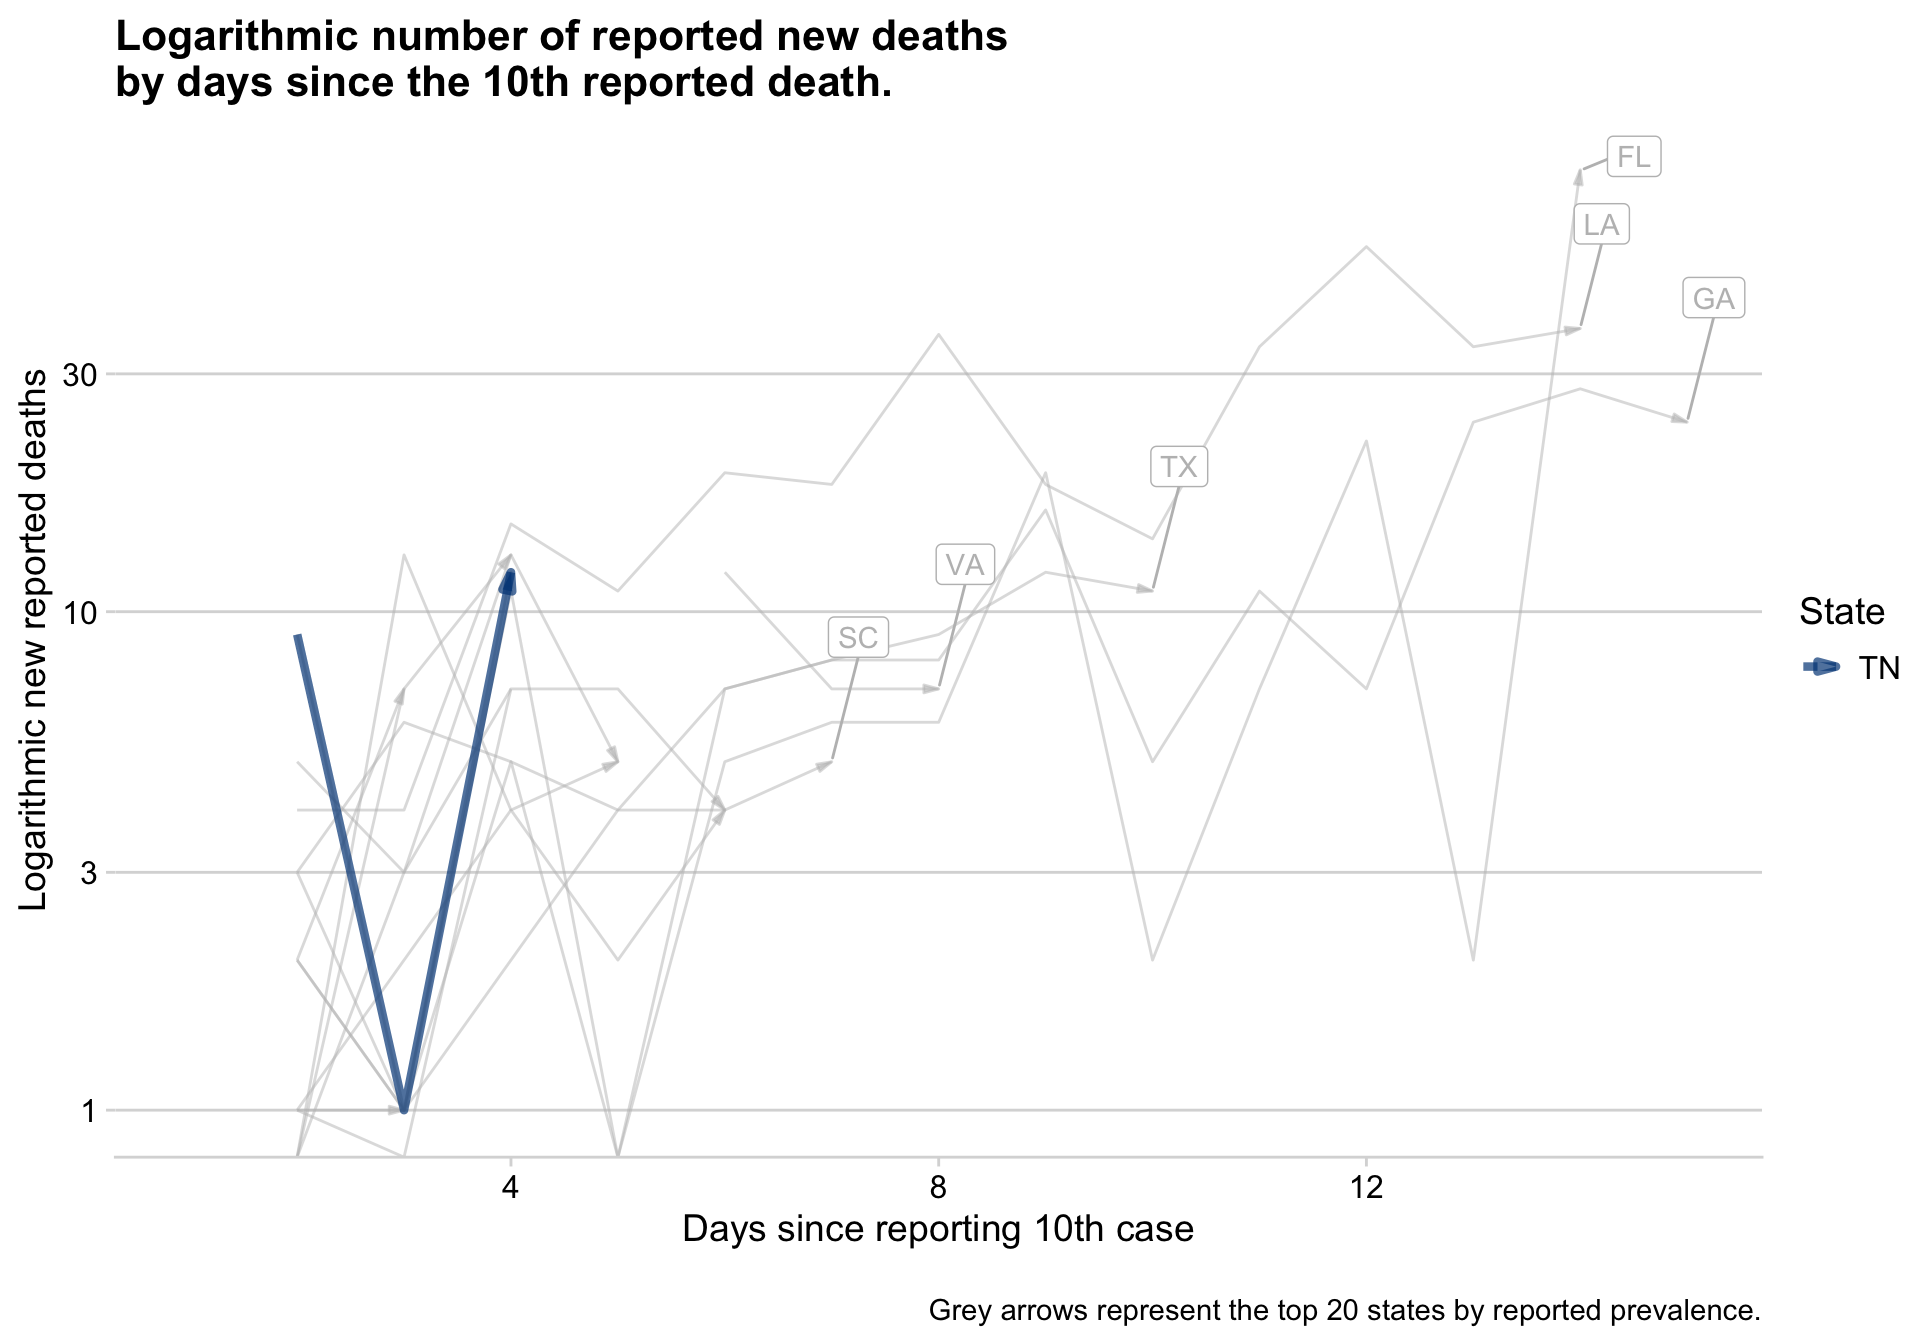 Logarithmic number of reported new deaths
by days since the 10th reported death.
FL
LA
GA
30
TX
VA
SC
10
3
1
Logarithmic new reported deaths
4
8
12
Days since reporting 10th case
State
TN
Grey arrows represent the top 20 states by reported prevalence.